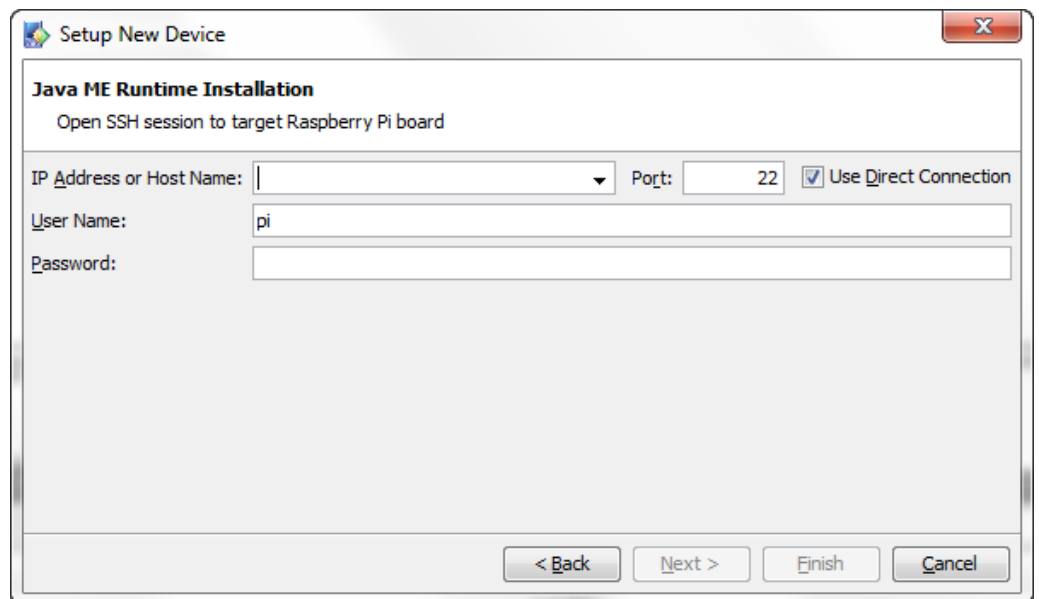 Setup New Device
Java ME Runtime Installation
Open SSH session to target Raspberry Pi board
IP Address or Host Name: Port: 22 Use Direct Connection
User Name: pi
Password:
< Back Next > Finish Cancel